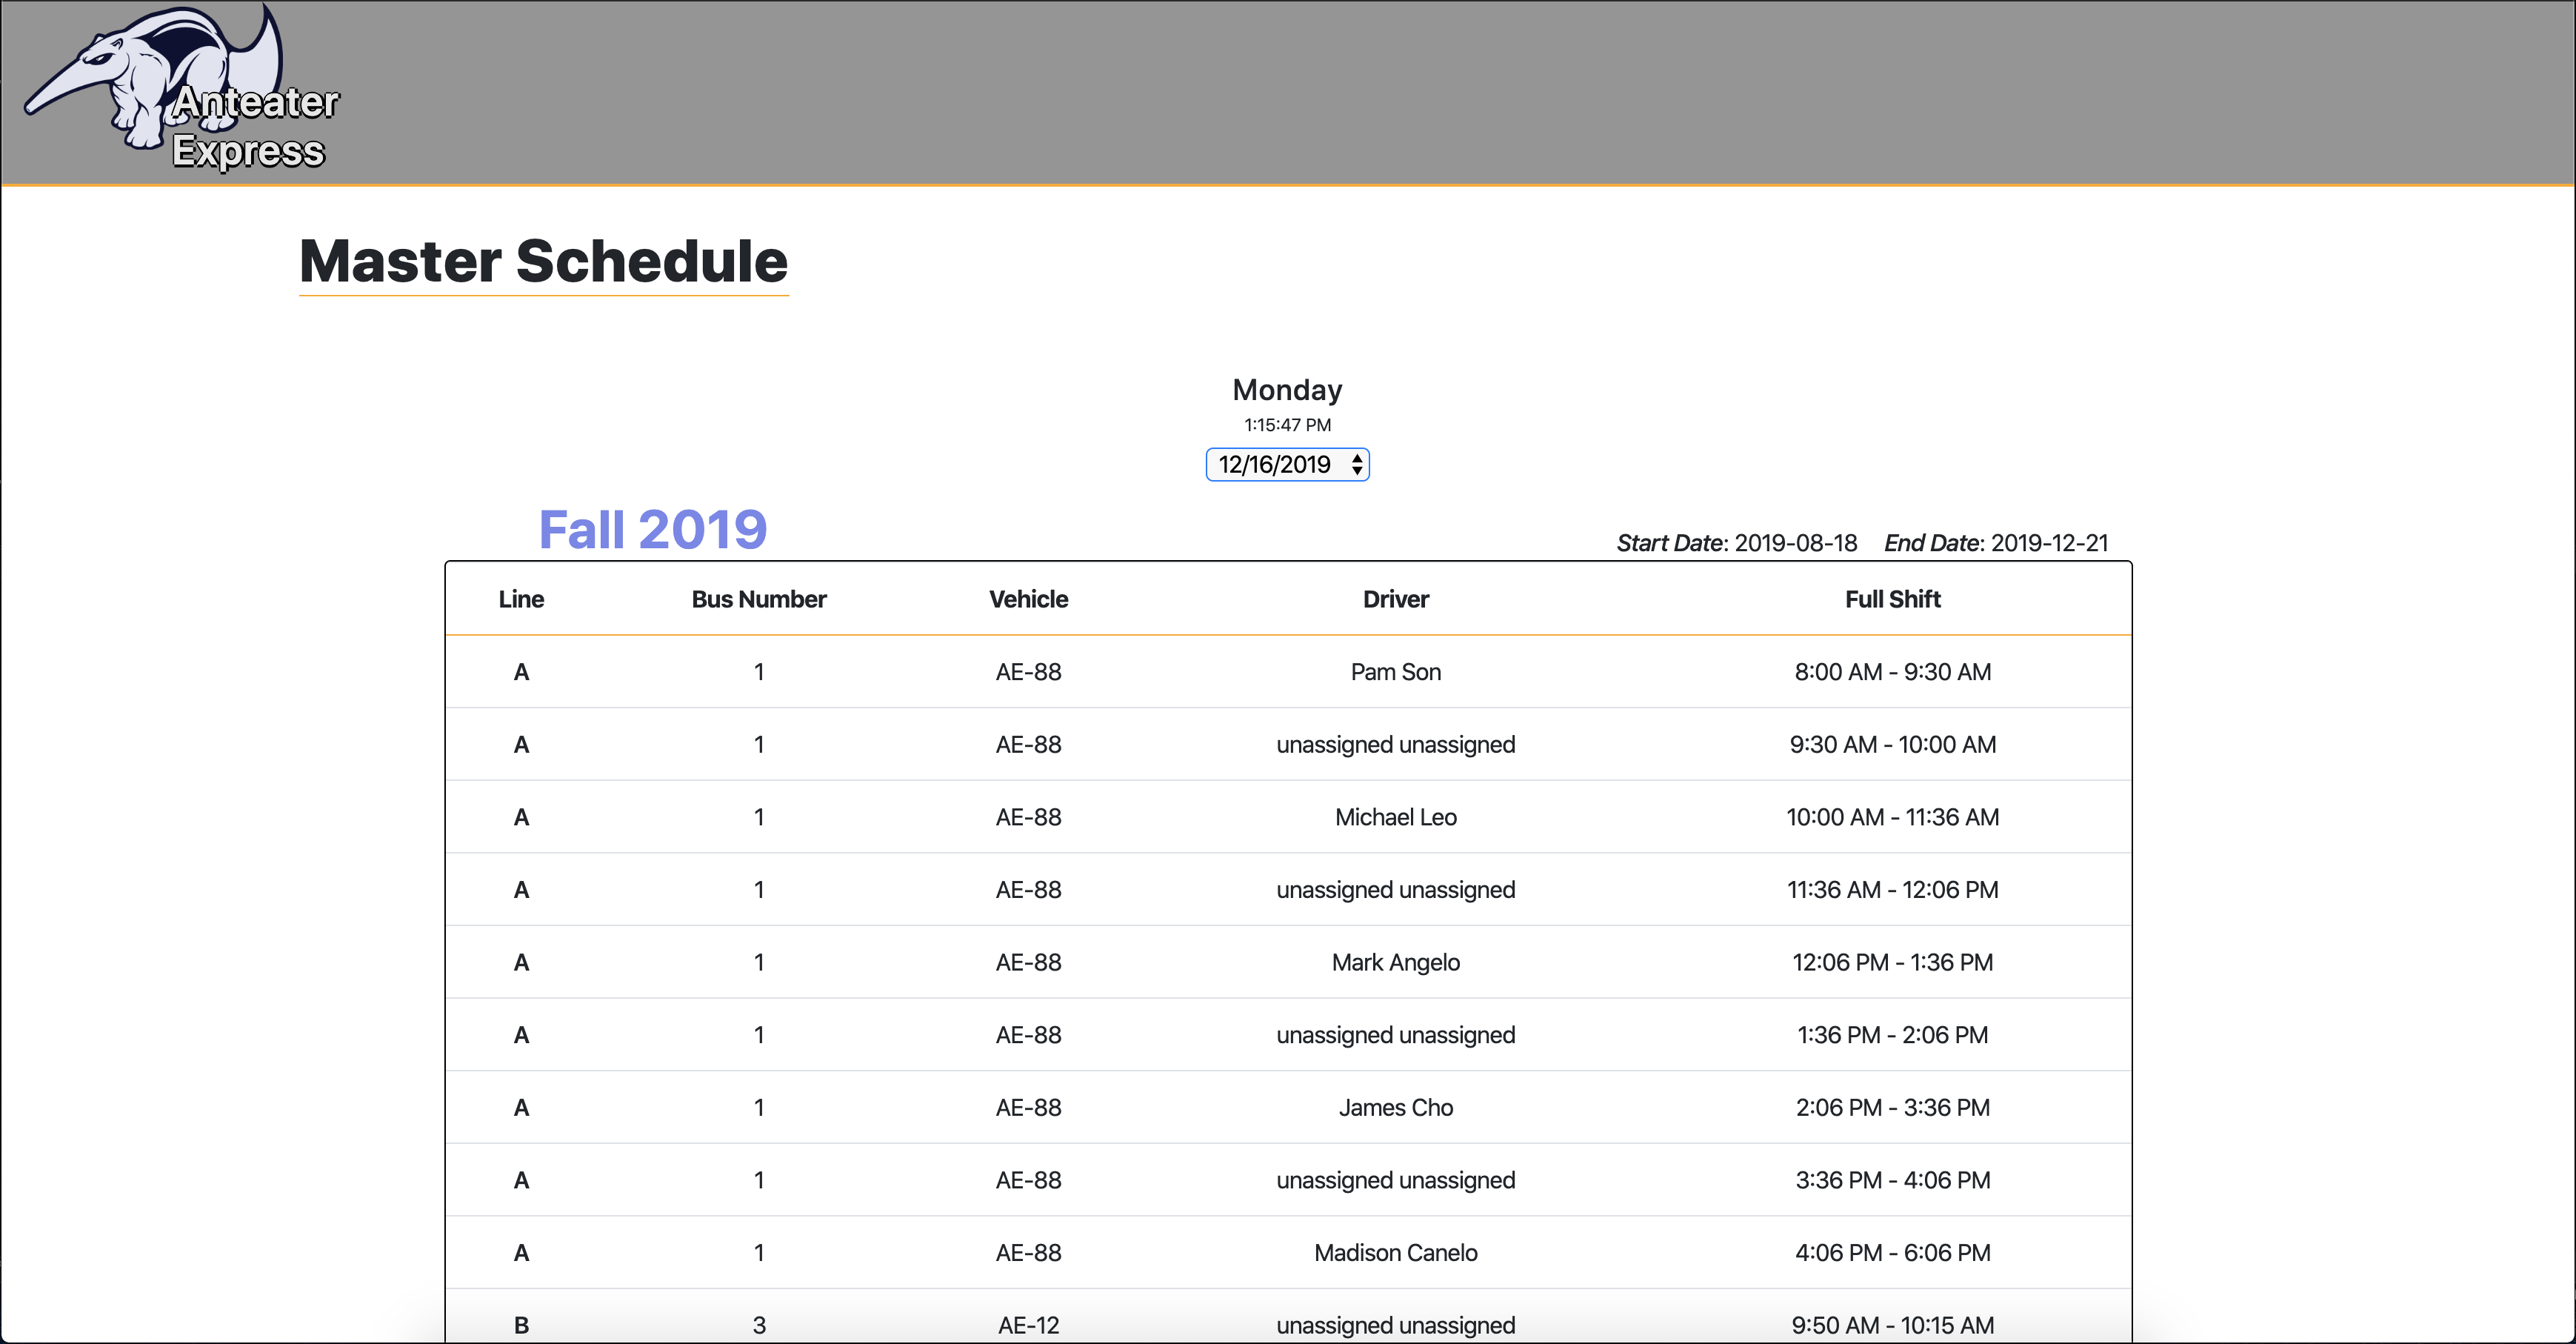 Anteater
Express
Master Schedule
Monday
1:15:47 PM
12/16/2019
Fall 2019 Start Date: 2019-08-18 End Date: 2019-12-21
Line Bus Number Vehicle Driver Full Shift
A 1 AE-88 Pam Son 8:00 AM - 9:30 AM
A 1 AE-88 unassigned unassigned 9:30 AM - 10:00 AM
A 1 AE-88 Michael Leo 10:00 AM - 11:36 AM
A 1 AE-88 unassigned unassigned 11:36 AM - 12:06 PM
A 1 AE-88 Mark Angelo 12:06 PM - 1:36 PM
A 1 AE-88 unassigned unassigned 1:36 PM - 2:06 PM
A 1 AE-88 James Cho 2:06 PM - 3:36 PM
A 1 AE-88 unassigned unassigned 3:36 PM - 4:06 PM
A 1 AE-88 Madison Canelo 4:06 PM - 6:06 PM
B 3 AE-12 unassigned unassigned 9:50 AM - 10:15 AM